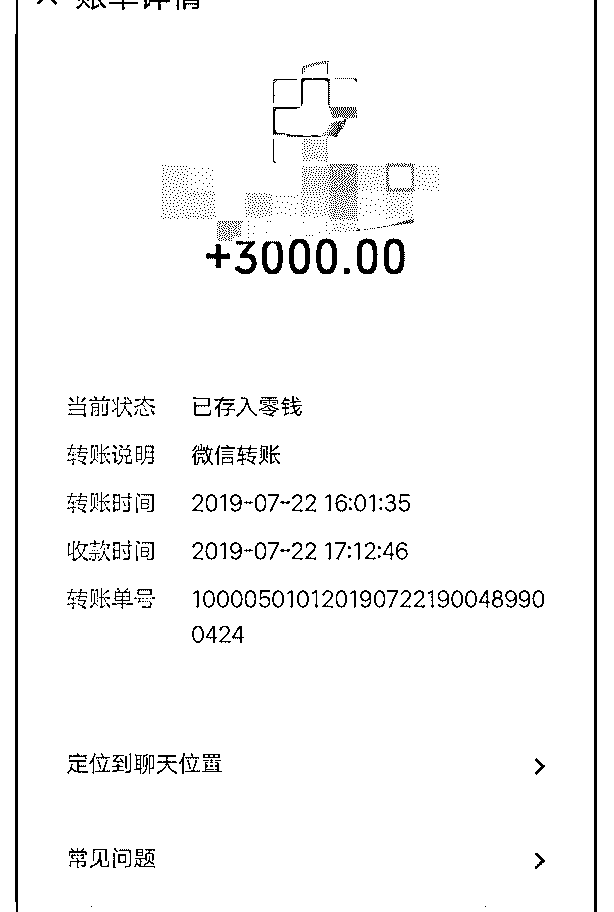 账单详情
+3000.00
当前状态 已存入零钱
转账说明 微信转账
转账时间 2019-07-22 16:01:35
收款时间 2019-07-22 17:12:46
转账单号 100005010120190722190048990
0424
定位到聊天位置
常见问题